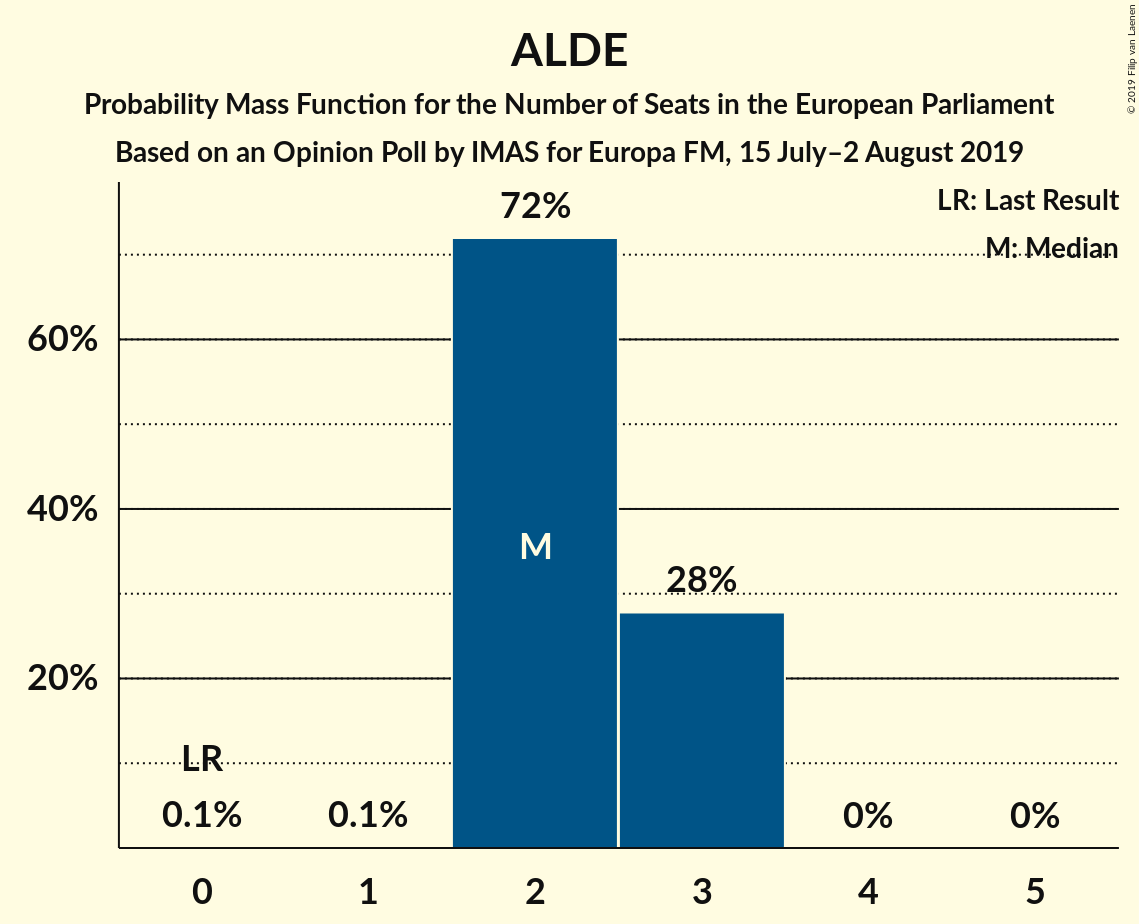 ALDE
Probability Mass Function for the Number of Seats in the European Parliament
Based on an Opinion Poll by IMAS for Europa FM, 15 July–2 August 2019
© 2019 Filip van Laenen
LR: Last Result
M: Median
72%
60%
40%
M
28%
20%
LR
0.1%
0.1%
0%
0%
0 1 2 3 4 5